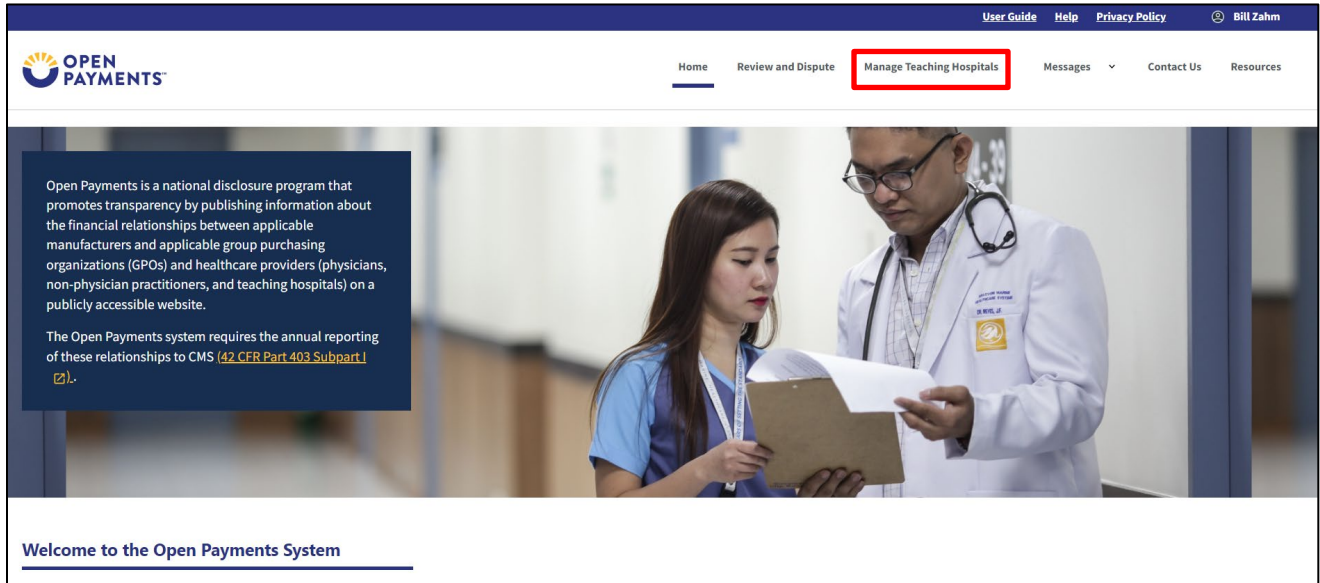 User Guide Help Privacy Policy Bill Zahm
OPEN
PAYMENTS
Home Review and Dispute Manage Teaching Hospitals Messages Contact Us Resources
Open Payments is a national disclosure program that
promotes transparency by publishing information about
the financial relationships between applicable
manufacturers and applicable group purchasing
organizations (GPOs) and healthcare providers (physicians,
non-physician practitioners, and teaching hospitals) on a
publicly accessible website.
The Open Payments system requires the annual reporting
of these relationships to CMS (42 CFR Part 403 Subpart I
).
Welcome to the Open Payments System